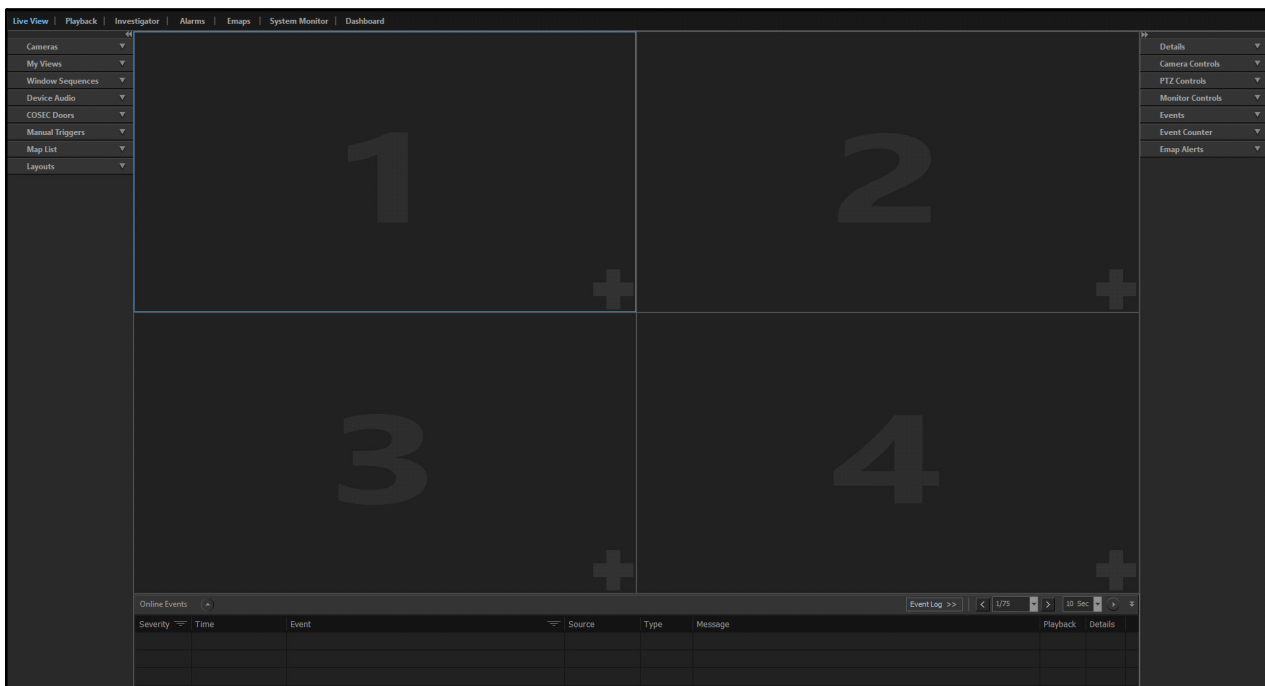 Live View | Playback | Investigator | Alarms | Emaps | System Monitor | Dashboard
Cameras
My Views
Window Sequences
Device Audio
COSEC Doors
Manual Triggers
Map List
Layouts
1
2
3
4
Details
Camera Controls
PTZ Controls
Monitor Controls
Events
Event Counter
Emap Alerts
Online Events
Event Log >>
< 1/75 >
10 Sec
Severity Time Event Source Type Message Playback Details